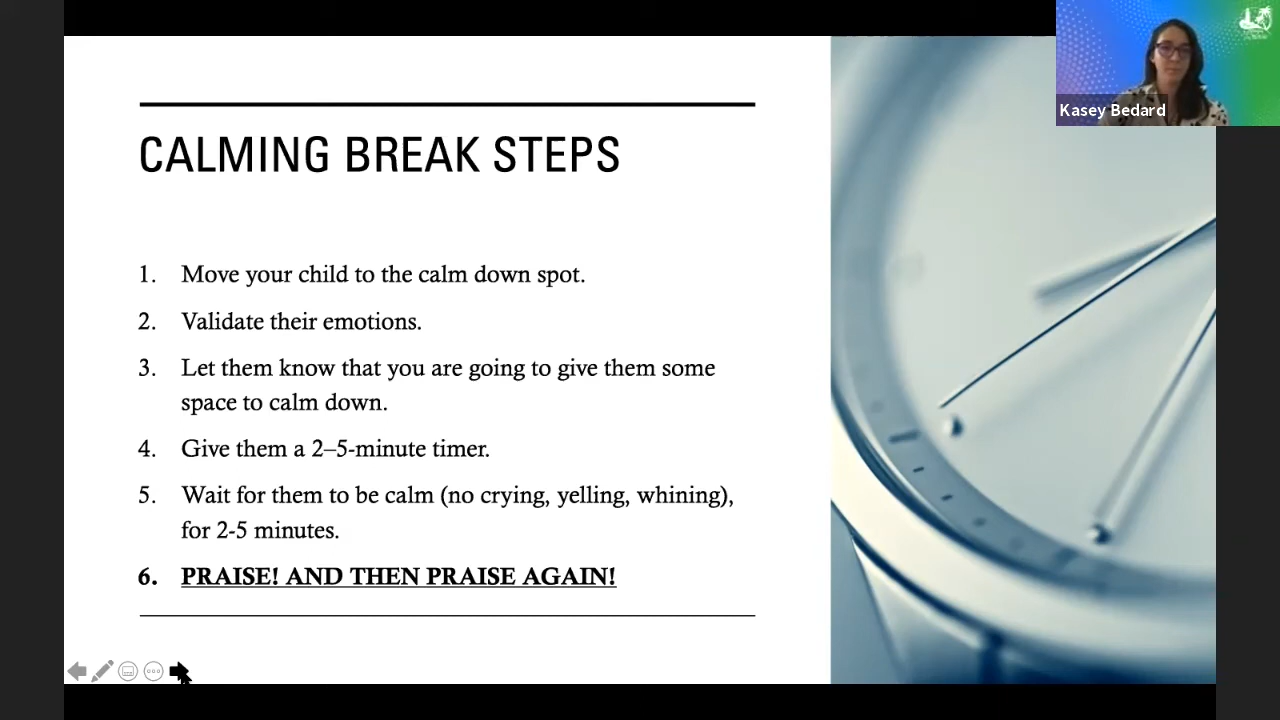 Kasey Bedard
CALMING BREAK STEPS
1. Move your child to the calm down spot.
2. Validate their emotions.
3. Let them know that you are going to give them some
space to calm down.
4. Give them a 2–5-minute timer.
5. Wait for them to be calm (no crying, yelling, whining),
for 2-5 minutes.
6. PRAISE! AND THEN PRAISE AGAIN!